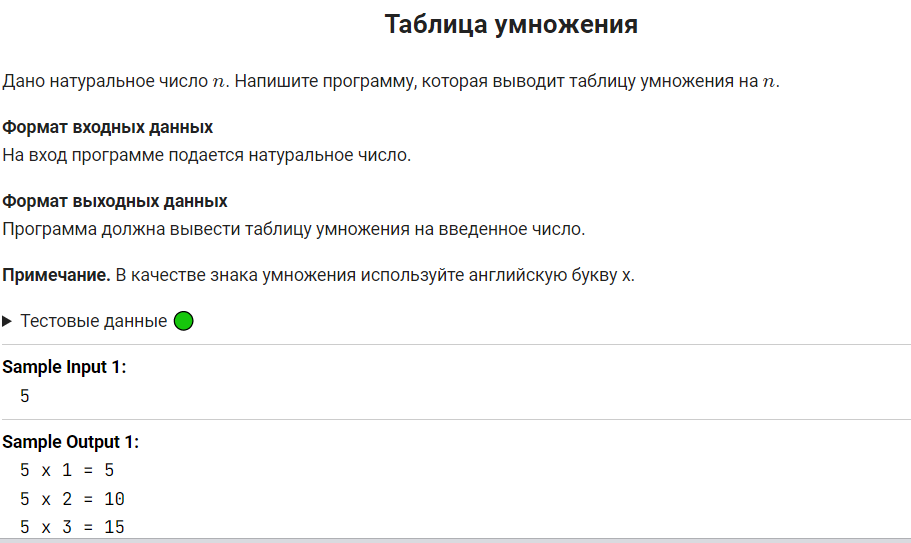 Таблица умножения
Дано натуральное число n. Напишите программу, которая выводит таблицу умножения на n.
Формат входных данных
На вход программе подается натуральное число.
Формат выходных данных
Программа должна вывести таблицу умножения на введенное число.
Примечание. В качестве знака умножения используйте английскую букву x.
Тестовые данные
Sample Input 1:
5
Sample Output 1:
5 x 1 = 5
5 x 2 = 10
5 x 3 = 15